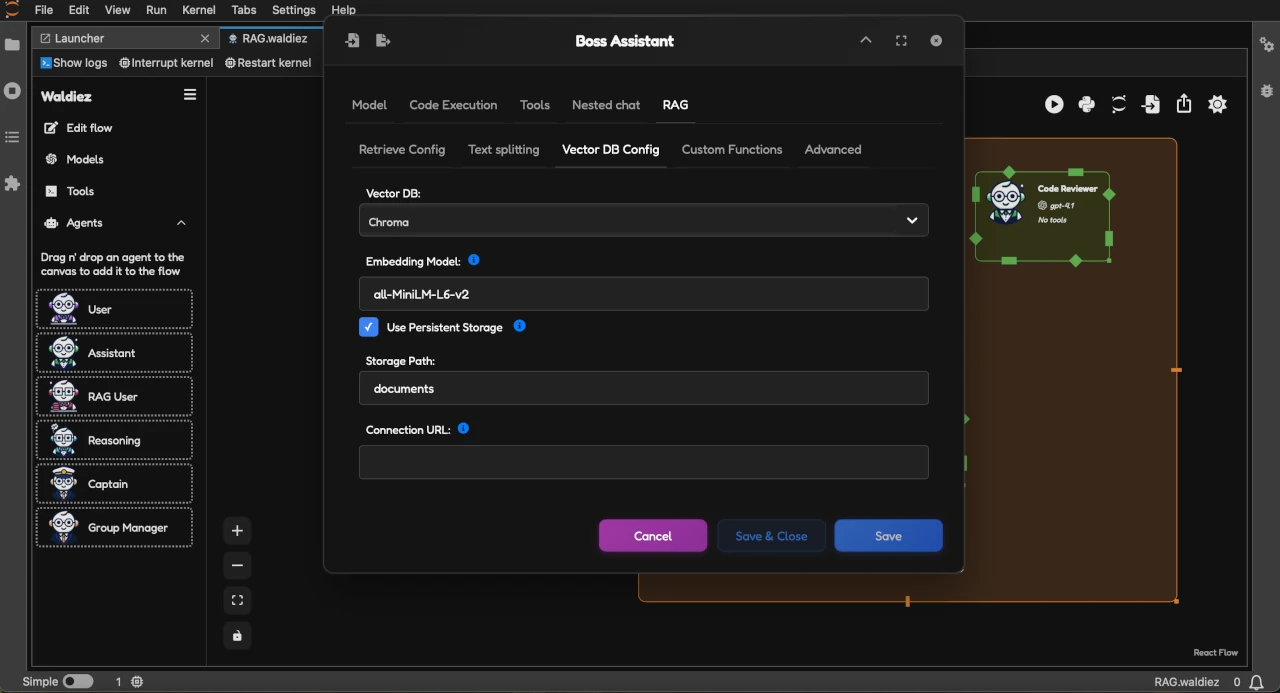 File Edit View Run Kernel Tabs Settings Help
Launcher
RAG.waldiez
Show logs
Interrupt kernel
Restart kernel
Waldiez
Edit flow
Models
Tools
Agents
Drag n' drop an agent to the
canvas to add it to the flow
User
Assistant
RAG User
Reasoning
Captain
Group Manager
Boss Assistant
Model Code Execution Tools Nested chat RAG
Retrieve Config Text splitting Vector DB Config Custom Functions Advanced
Vector DB:
Chroma
Embedding Model:
all-MiniLM-L6-v2
Use Persistent Storage
Storage Path:
documents
Connection URL:
Cancel
Save & Close
Save
Code Reviewer
gpt-4.1
No tools
React Flow
Simple
1
RAG.waldiez
0